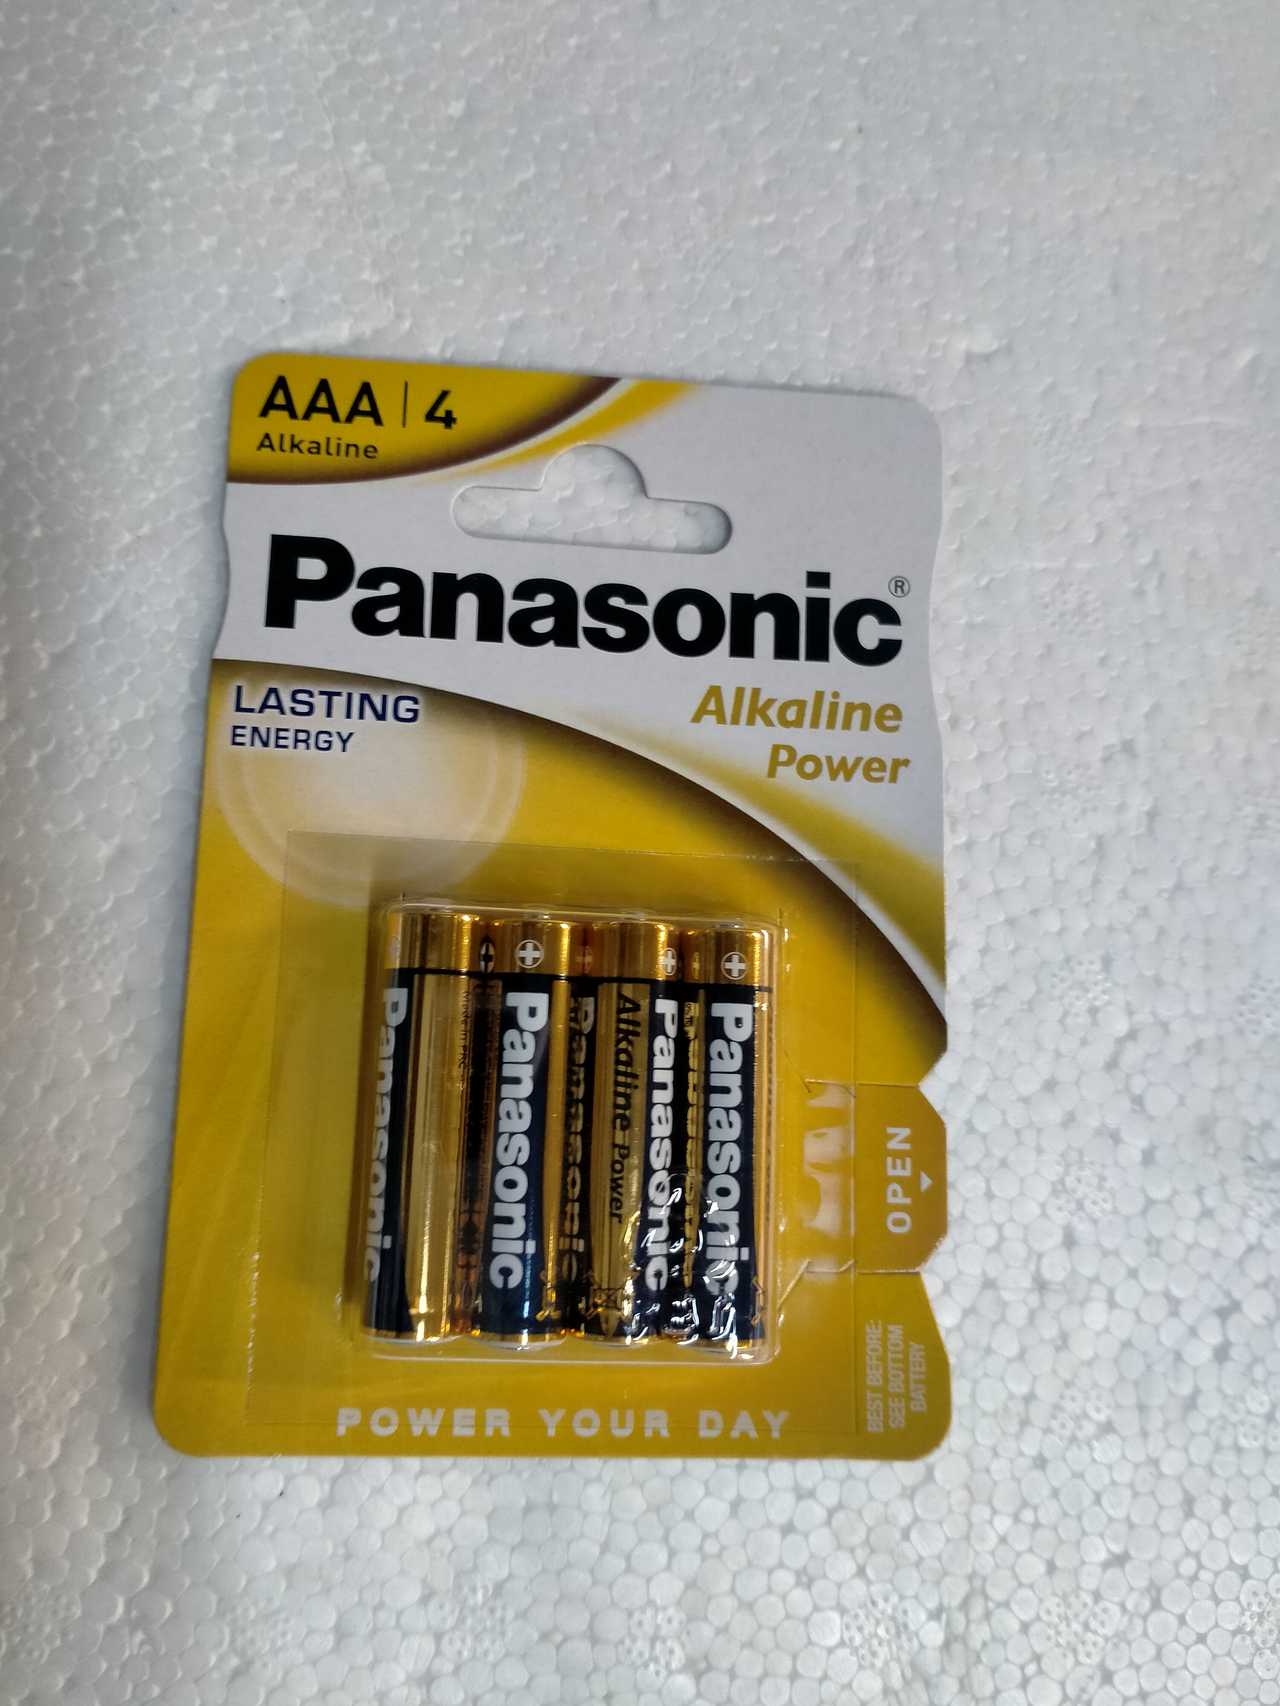 AAA | 4
Alkaline
Panasonic®
LASTING
ENERGY
Alkaline
Power
Panasonic
Panasonic
Alkaline Power
Panasonic
Panasonic
OPEN
BEST BEFORE:
SEE BOTTOM
BATTERY
POWER YOUR DAY